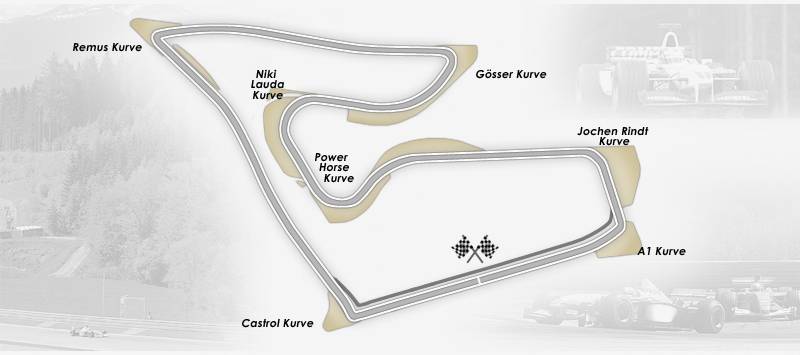 Remus Kurve
Niki
Lauda
Kurve
Gösser Kurve
Jochen Rindt
Kurve
Power
Horse
Kurve
A1 Kurve
Castrol Kurve